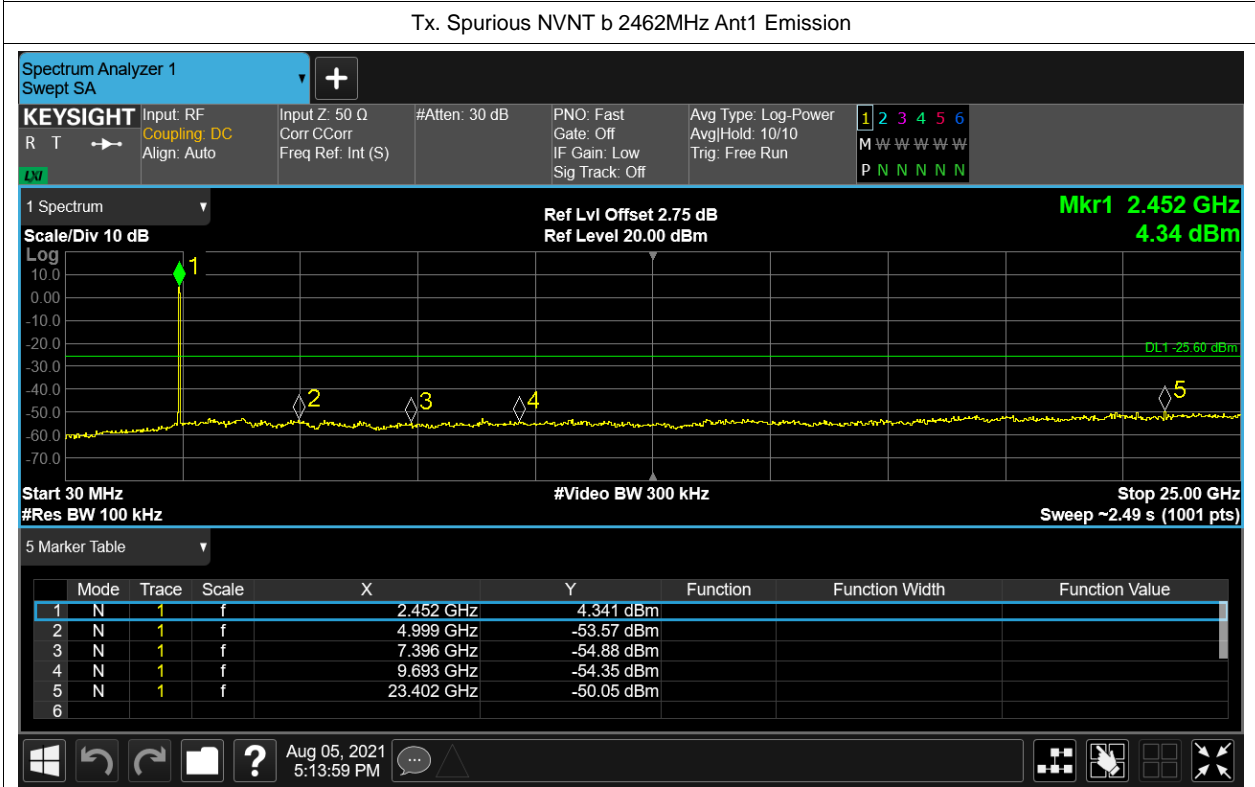 Tx. Spurious NVNT b 2462MHz Ant1 Emission
Spectrum Analyzer 1
Swept SA
KEYSIGHT
R T
LXI
Input: RF
Coupling: DC
Align: Auto
Input Z: 50 Ω
Corr CCorr
Freq Ref: Int (S)
#Atten: 30 dB
PNO: Fast
Gate: Off
IF Gain: Low
Sig Track: Off
Avg Type: Log-Power
Avg|Hold: 10/10
Trig: Free Run
1 2 3 4 5 6
M W W W W W
P N N N N N
1 Spectrum
Scale/Div 10 dB
Ref Lvl Offset 2.75 dB
Ref Level 20.00 dBm
Mkr1 2.452 GHz
4.34 dBm
Log
10.0
0.00
-10.0
-20.0
-30.0
-40.0
-50.0
-60.0
-70.0
1
2
3
4
5
DL1 -25.60 dBm
Start 30 MHz
#Res BW 100 kHz
#Video BW 300 kHz
Stop 25.00 GHz
Sweep ~2.49 s (1001 pts)
5 Marker Table
Mode Trace Scale X Y Function Function Width Function Value
1 N 1 f 2.452 GHz 4.341 dBm
2 N 1 f 4.999 GHz -53.57 dBm
3 N 1 f 7.396 GHz -54.88 dBm
4 N 1 f 9.693 GHz -54.35 dBm
5 N 1 f 23.402 GHz -50.05 dBm
6
?
Aug 05, 2021
5:13:59 PM